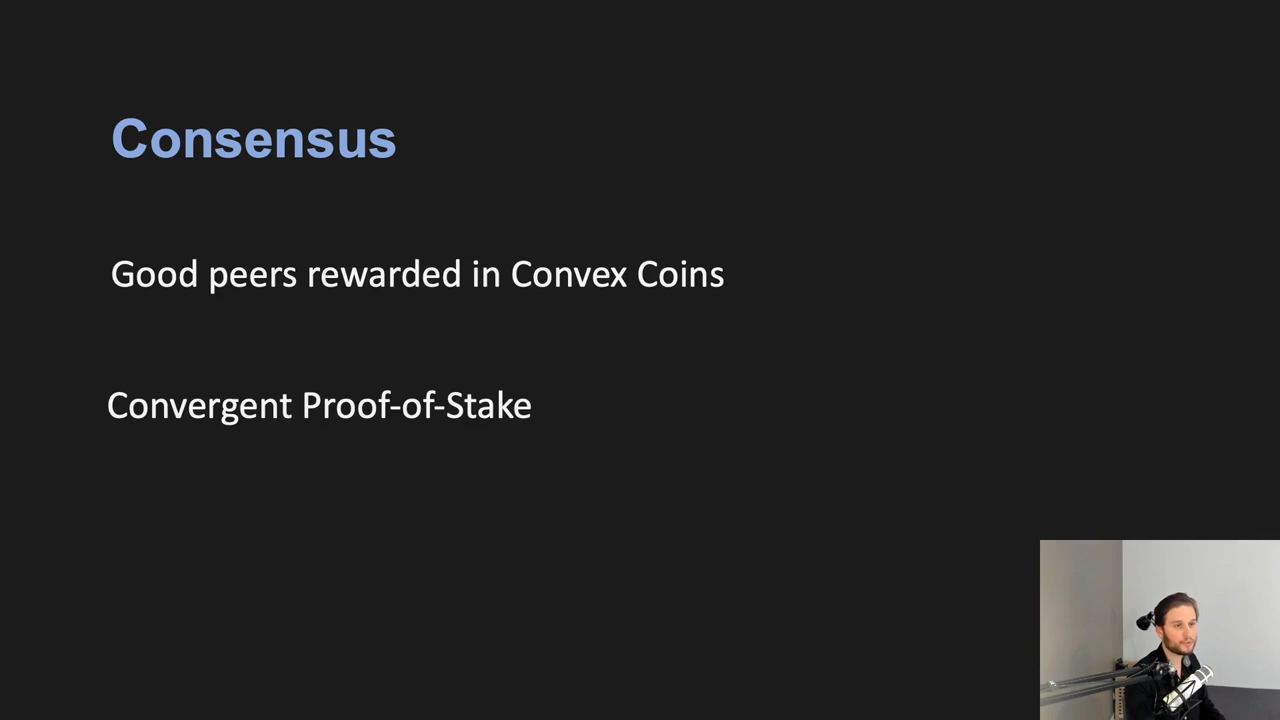 Consensus
Good peers rewarded in Convex Coins
Convergent Proof-of-Stake